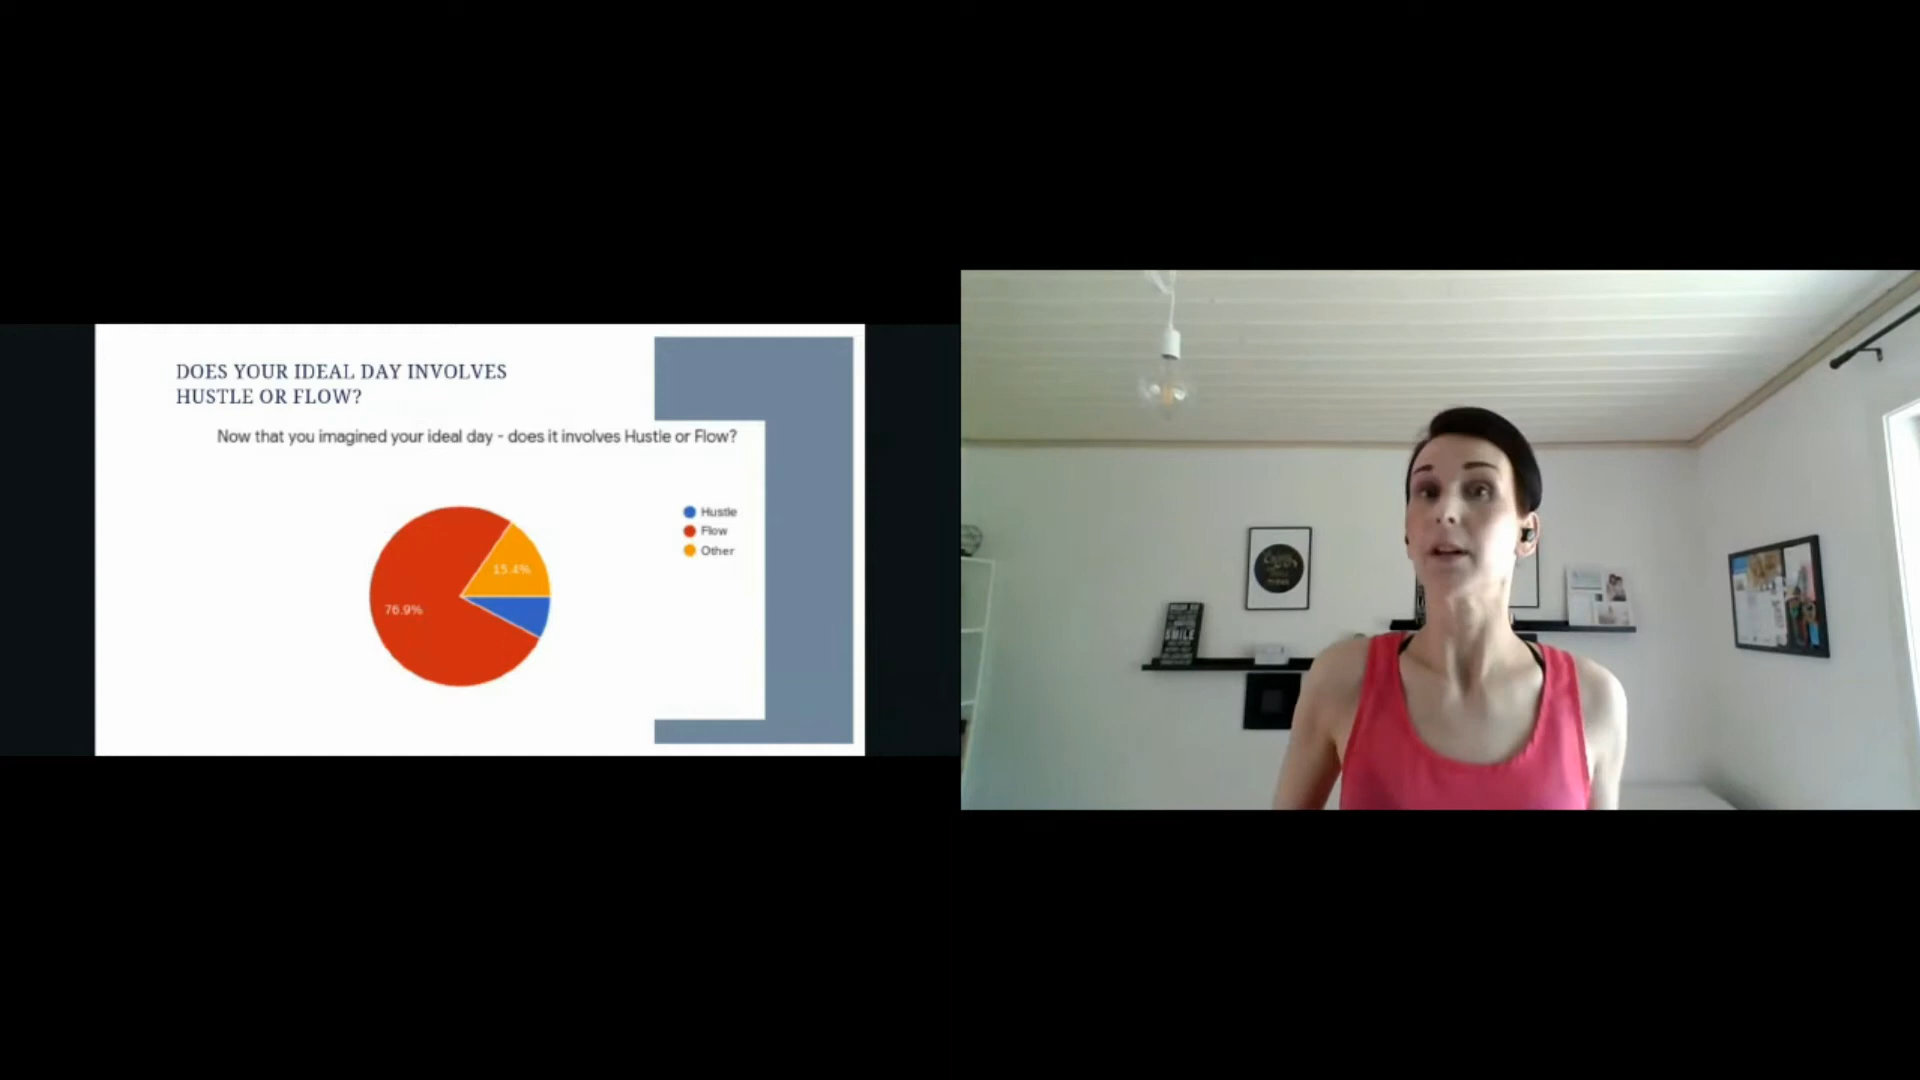 DOES YOUR IDEAL DAY INVOLVES
HUSTLE OR FLOW?
Now that you imagined your ideal day - does it involves Hustle or Flow?
Hustle
Flow
Other
15.4%
76.9%
SMILE